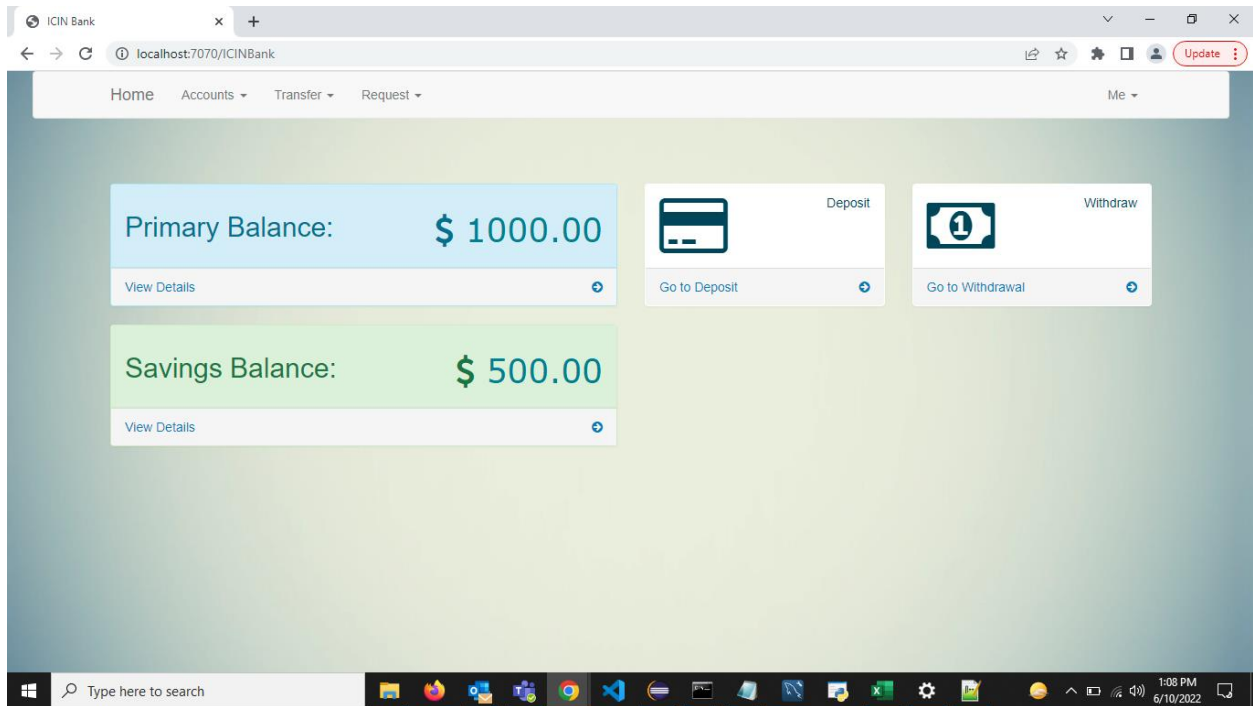 ICIN Bank
localhost:7070/ICINBank
Update
Home Accounts Transfer Request Me
Primary Balance: $ 1000.00
View Details
Deposit
Go to Deposit
1
Withdraw
Go to Withdrawal
Savings Balance: $ 500.00
View Details
Type here to search
1:08 PM
6/10/2022